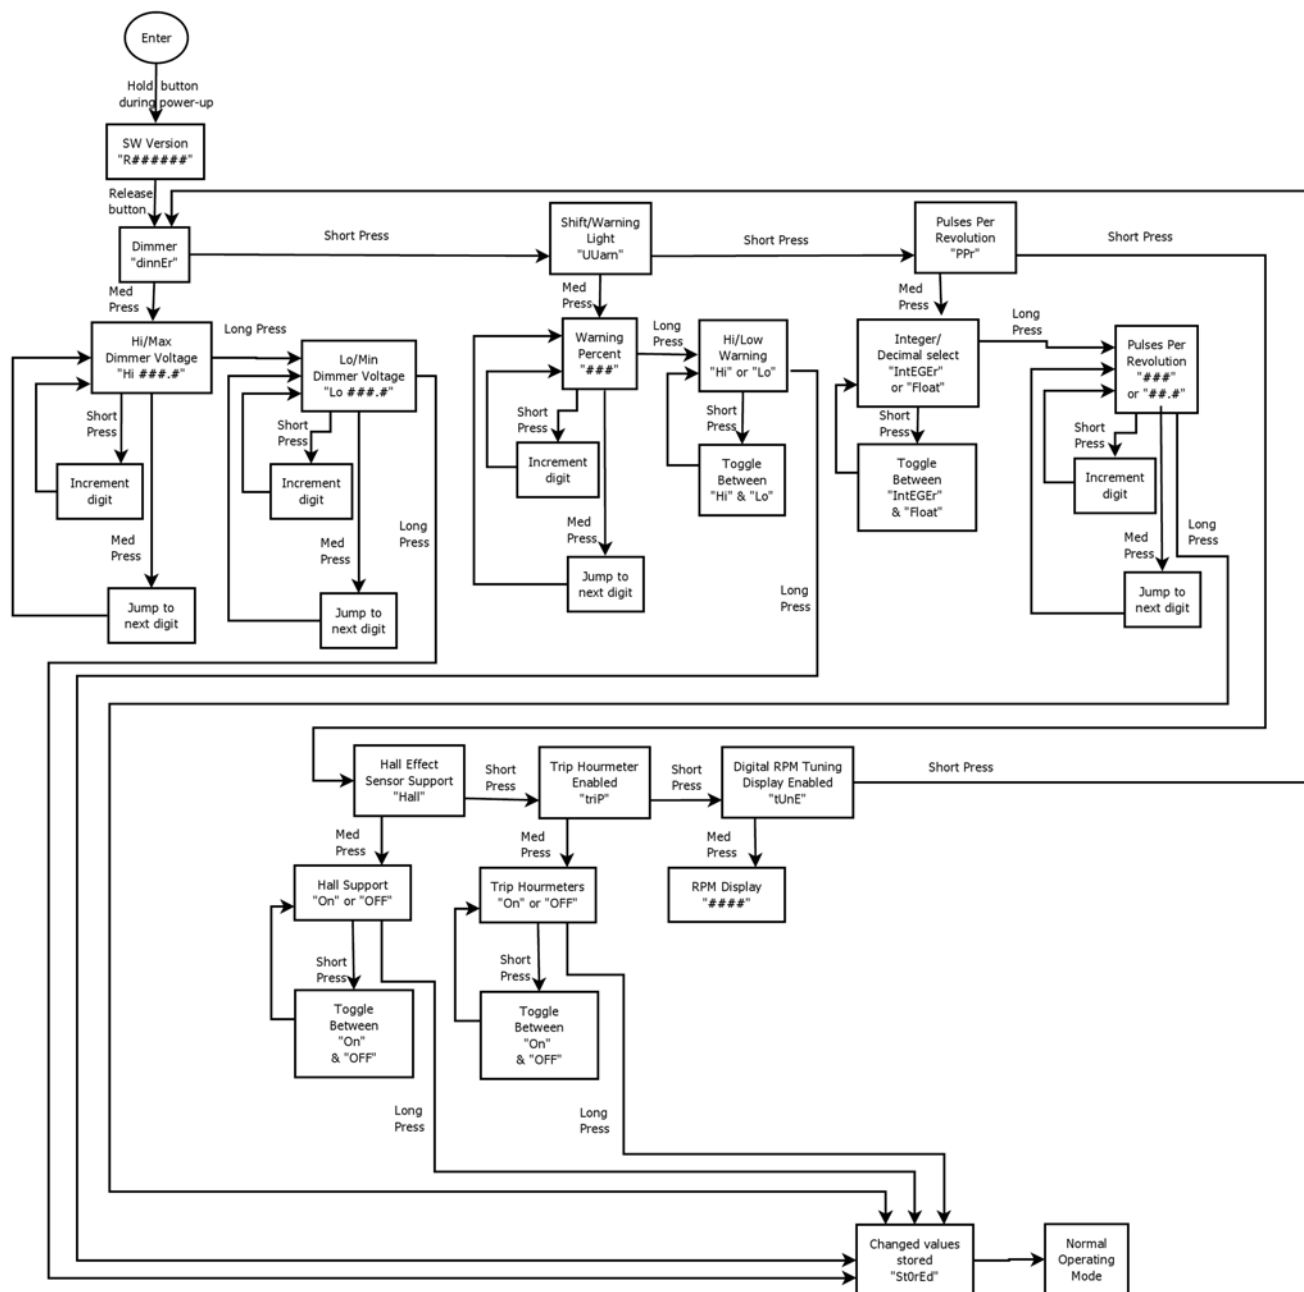 Enter
Hold button
during power-up
SW Version
"R######"
Release
button
Dimmer
"dinnEr"
Short Press
Shift/Warning
Light
"UUarn"
Short Press
Pulses Per
Revolution
"PPr"
Short Press
Med
Press
Hi/Max
Dimmer Voltage
"Hi ###.#"
Long Press
Lo/Min
Dimmer Voltage
"Lo ###.#"
Short
Press
Increment
digit
Med
Press
Jump to
next digit
Short
Press
Increment
digit
Med
Press
Jump to
next digit
Long
Press
Med
Press
Warning
Percent
"###"
Long
Press
Hi/Low
Warning
"Hi" or "Lo"
Short
Press
Increment
digit
Med
Press
Jump to
next digit
Short
Press
Toggle
Between
"Hi" & "Lo"
Long
Press
Med
Press
Integer/
Decimal select
"IntEGEr"
or "Float"
Long
Press
Pulses Per
Revolution
"###"
or "##.#"
Short
Press
Toggle
Between
"IntEGEr"
& "Float"
Short
Press
Increment
digit
Med
Press
Jump to
next digit
Long
Press
Hall Effect
Sensor Support
"Hall"
Short
Press
Trip Hourmeter
Enabled
"triP"
Short
Press
Digital RPM Tuning
Display Enabled
"tUnE"
Short Press
Med
Press
Hall Support
"On" or "OFF"
Med
Press
Trip Hourmeters
"On" or "OFF"
Med
Press
RPM Display
"####"
Short
Press
Toggle
Between
"On"
& "OFF"
Short
Press
Toggle
Between
"On"
& "OFF"
Long
Press
Long
Press
Changed values
stored
"St0rEd"
Normal
Operating
Mode